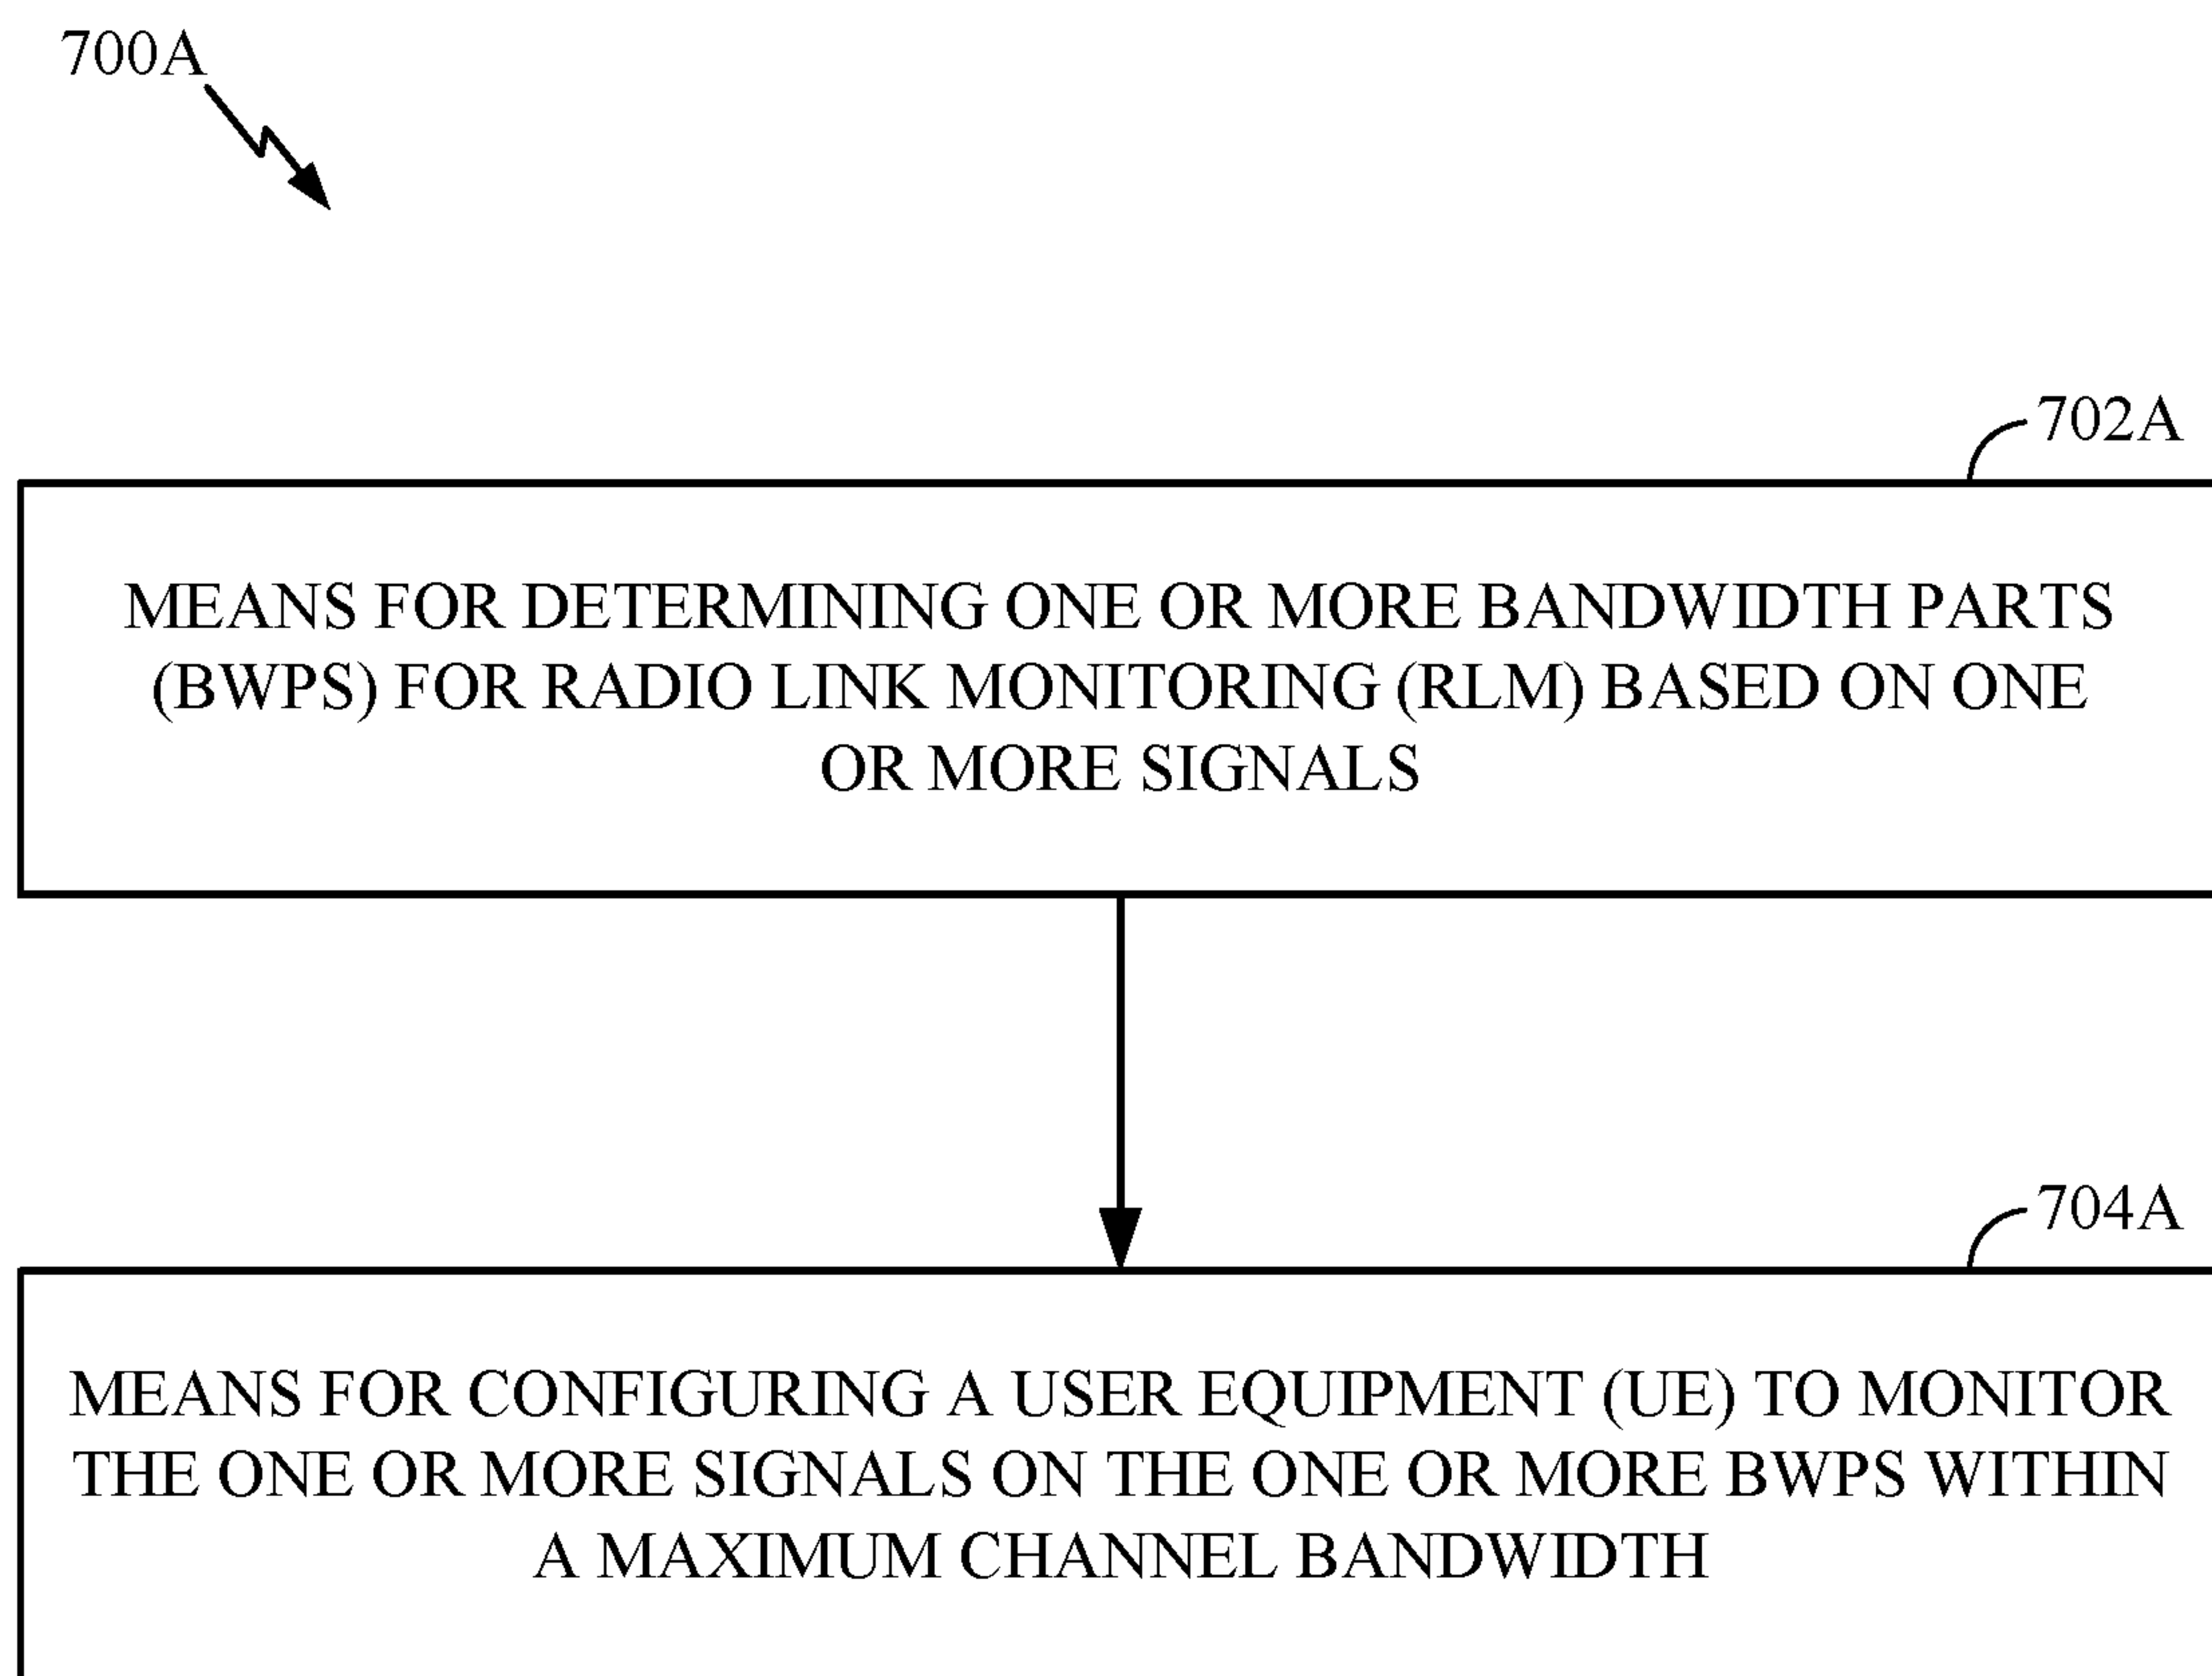 700A
702A
MEANS FOR DETERMINING ONE OR MORE BANDWIDTH PARTS
(BWPS) FOR RADIO LINK MONITORING (RLM) BASED ON ONE
OR MORE SIGNALS
704A
MEANS FOR CONFIGURING A USER EQUIPMENT (UE) TO MONITOR
THE ONE OR MORE SIGNALS ON THE ONE OR MORE BWPS WITHIN
A MAXIMUM CHANNEL BANDWIDTH